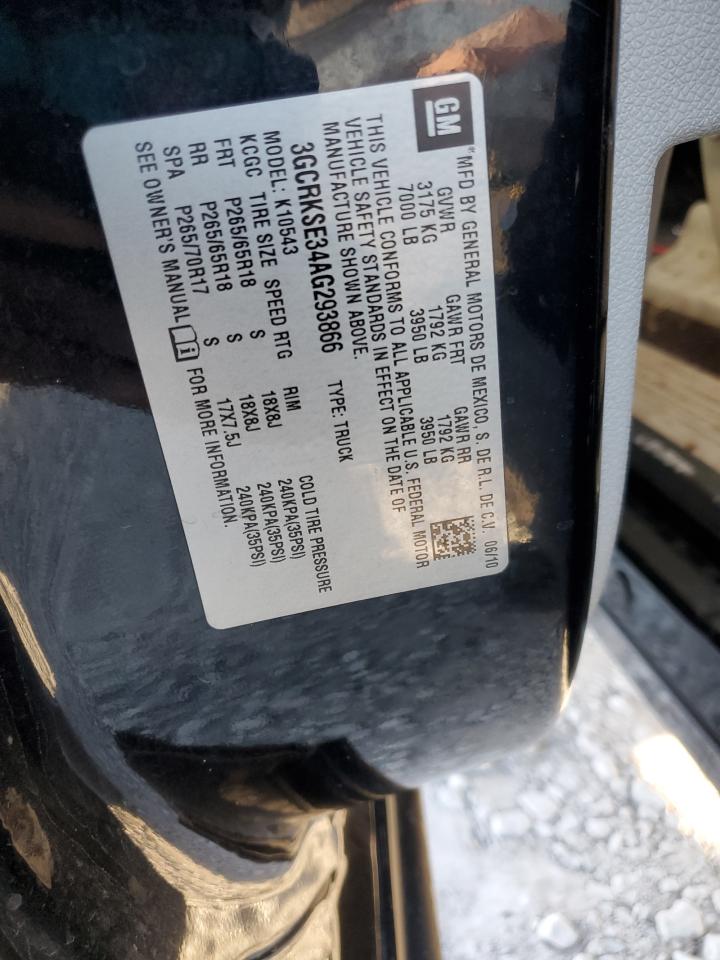 GM
MFD BY GENERAL MOTORS DE MEXICO, S. DE R.L. DE C.V. 06/10
GVWR GAWR FRT GAWR RR
3175 KG 1792 KG 1792 KG
7000 LB 3950 LB 3950 LB
THIS VEHICLE CONFORMS TO ALL APPLICABLE U.S. FEDERAL MOTOR
VEHICLE SAFETY STANDARDS IN EFFECT ON THE DATE OF
MANUFACTURE SHOWN ABOVE.
3GCRKSE34AG293866 TYPE: TRUCK
MODEL: K10543
KCGC TIRE SIZE SPEED RTG RIM COLD TIRE PRESSURE
FRT P265/65R18 S 18X8J 240KPA(35PSI)
RR P265/65R18 S 18X8J 240KPA(35PSI)
SPA P265/70R17 S 17X7.5J 240KPA(35PSI)
SEE OWNER'S MANUAL FOR MORE INFORMATION.